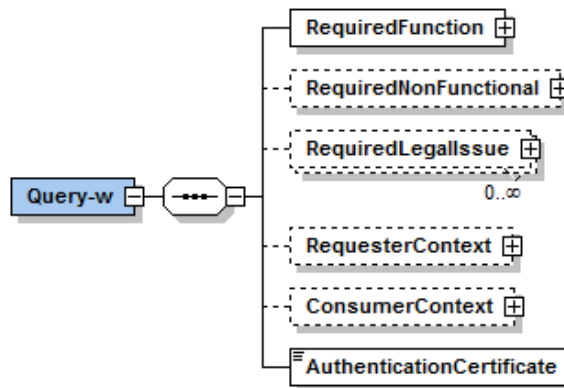 RequiredFunction
RequiredNonFunctional
RequiredLegalIssue
0..∞
Query-w
RequesterContext
ConsumerContext
AuthenticationCertificate